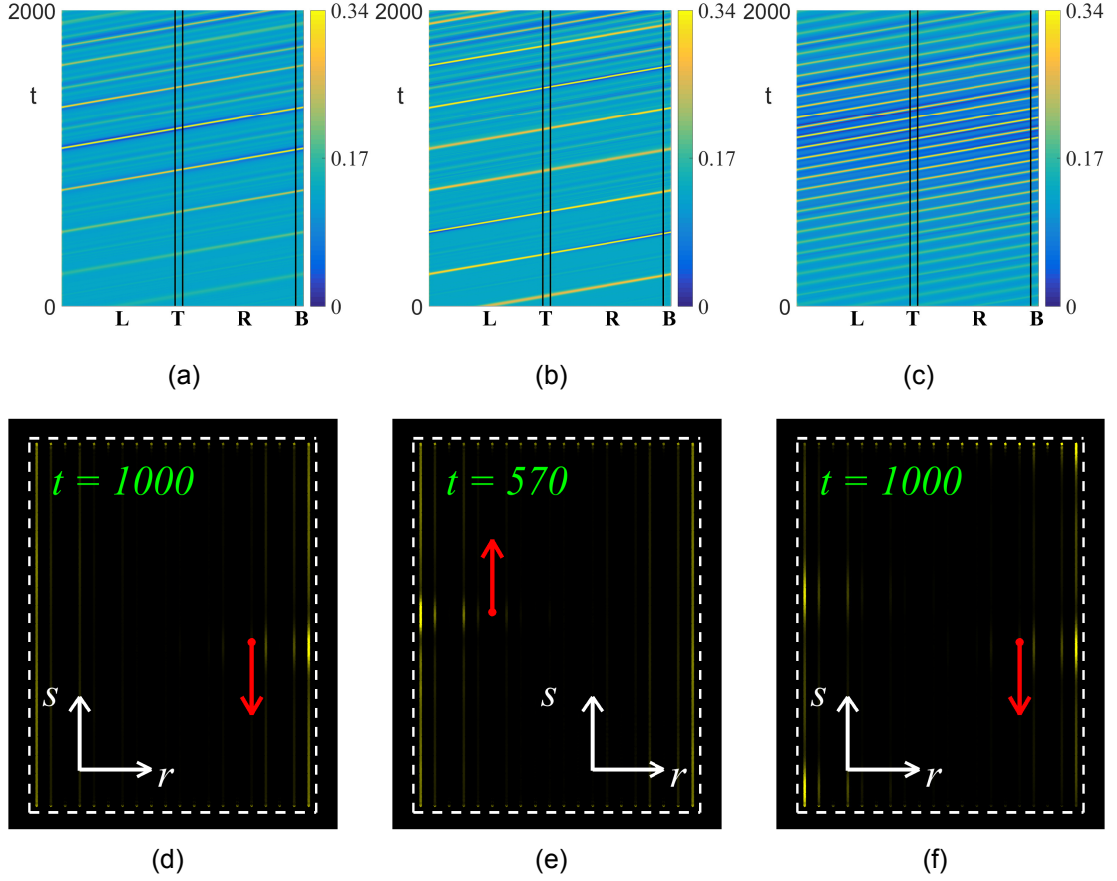 2000 0.34 2000 0.34 2000 0.34
t t t
0.17 0.17 0.17
0 0 0 0 0 0
L T R B L T R B L T R B
(a) (b) (c)
t = 1000 t = 570 t = 1000
s s s
r r r
(d) (e) (f)